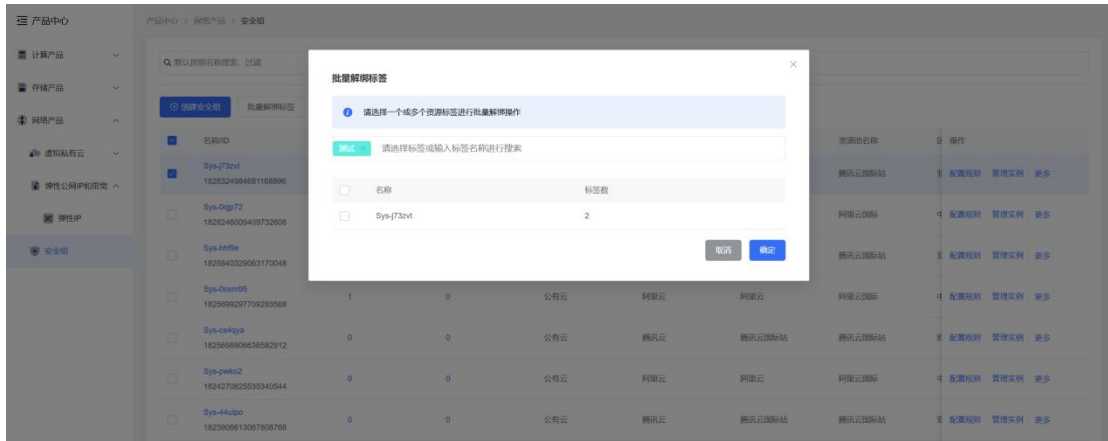 产品中心
产品中心 > 网络产品 > 安全组
计算产品
存储产品
网络产品
虚拟私有云
弹性公网IP和带宽
弹性IP
安全组
默认按照名称搜索、过滤
创建安全组 批量解绑标签
名称/ID 资源池名称 操作
Sys-j73zvt 腾讯云国际站 配置规则 管理实例 更多
1828324984681168896
Sys-0qjp72 阿里云国际 配置规则 管理实例 更多
1828246009409732608
Sys-hhf9e 腾讯云国际站 配置规则 管理实例 更多
1825840329063170048
Sys-0nxm95 1 0 公有云 阿里云 阿里云 阿里云国际 配置规则 管理实例 更多
1825699297709293568
Sys-cs4qya 0 0 公有云 腾讯云 腾讯云国际站 腾讯云国际站 配置规则 管理实例 更多
1825698906636582912
Sys-pwko2 0 0 公有云 阿里云 阿里云 阿里云国际 配置规则 管理实例 更多
1824270825535340544
Sys-44uipo 0 0 公有云 腾讯云 腾讯云国际站 腾讯云国际站 配置规则 管理实例 更多
1823906613067808768
批量解绑标签
请选择一个或多个资源标签进行批量解绑操作
测试 × 请选择标签或输入标签名称进行搜索
名称 标签数
Sys-j73zvt 2
取消 确定